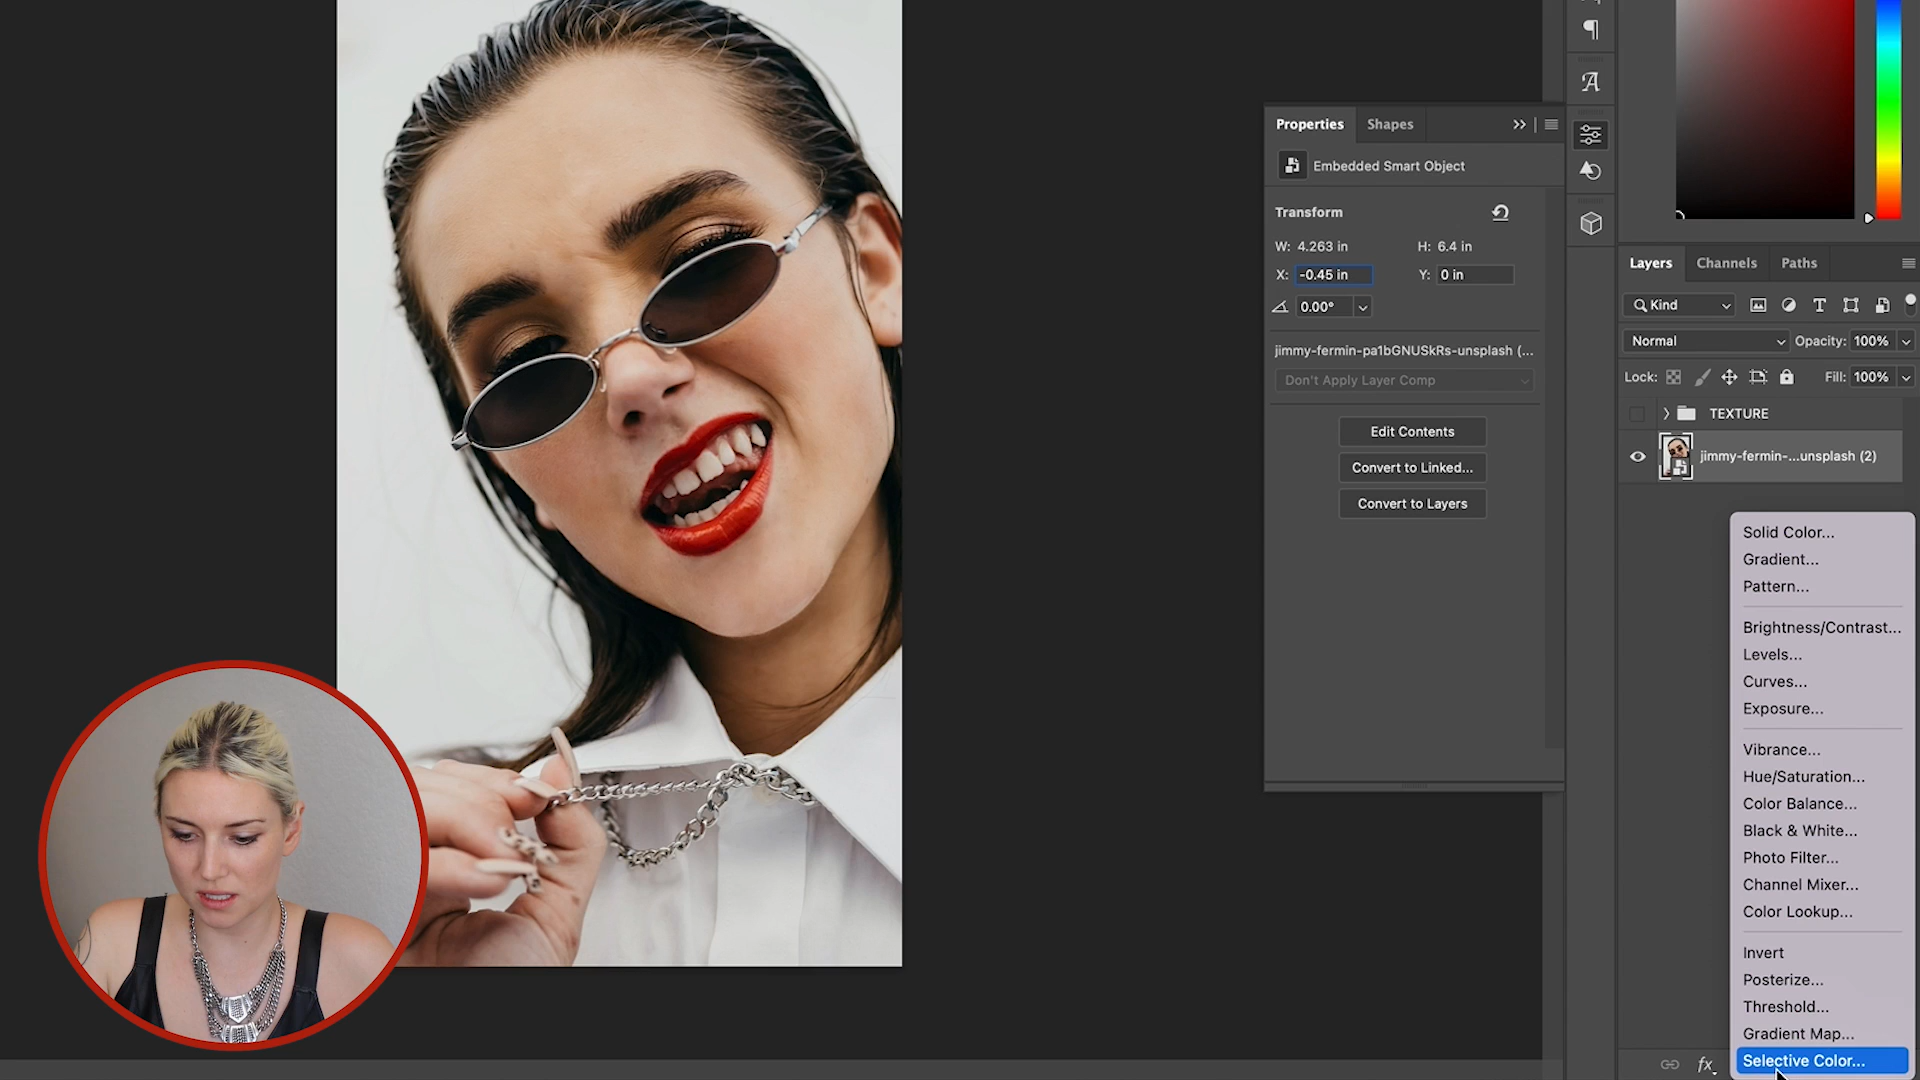 Properties
Shapes
Embedded Smart Object
Transform
W: 4.263 in
H: 6.4 in
X: -0.45 in
Y: 0 in
0.00°
jimmy-fermin-pa1bGNUSkRs-unsplash (...
Don't Apply Layer Comp
Edit Contents
Convert to Linked...
Convert to Layers
Layers
Channels
Paths
Kind
Normal
Opacity: 100%
Lock:
Fill: 100%
TEXTURE
jimmy-fermin-...unsplash (2)
Solid Color...
Gradient...
Pattern...
Brightness/Contrast...
Levels...
Curves...
Exposure...
Vibrance...
Hue/Saturation...
Color Balance...
Black & White...
Photo Filter...
Channel Mixer...
Color Lookup...
Invert
Posterize...
Threshold...
Gradient Map...
Selective Color...
fx